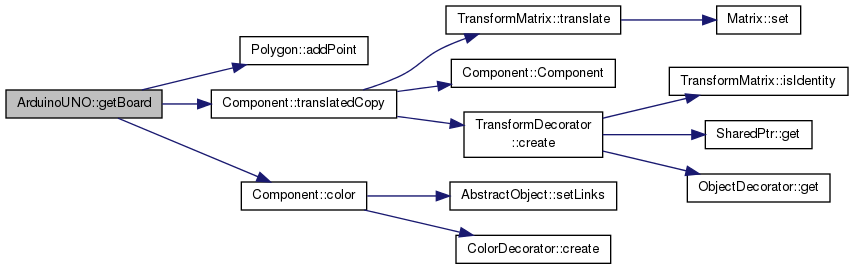 ArduinoUNO::getBoard
Polygon::addPoint
Component::translatedCopy
Component::color
TransformMatrix::translate
Component::Component
TransformDecorator
::create
AbstractObject::setLinks
ColorDecorator::create
Matrix::set
TransformMatrix::isIdentity
SharedPtr::get
ObjectDecorator::get